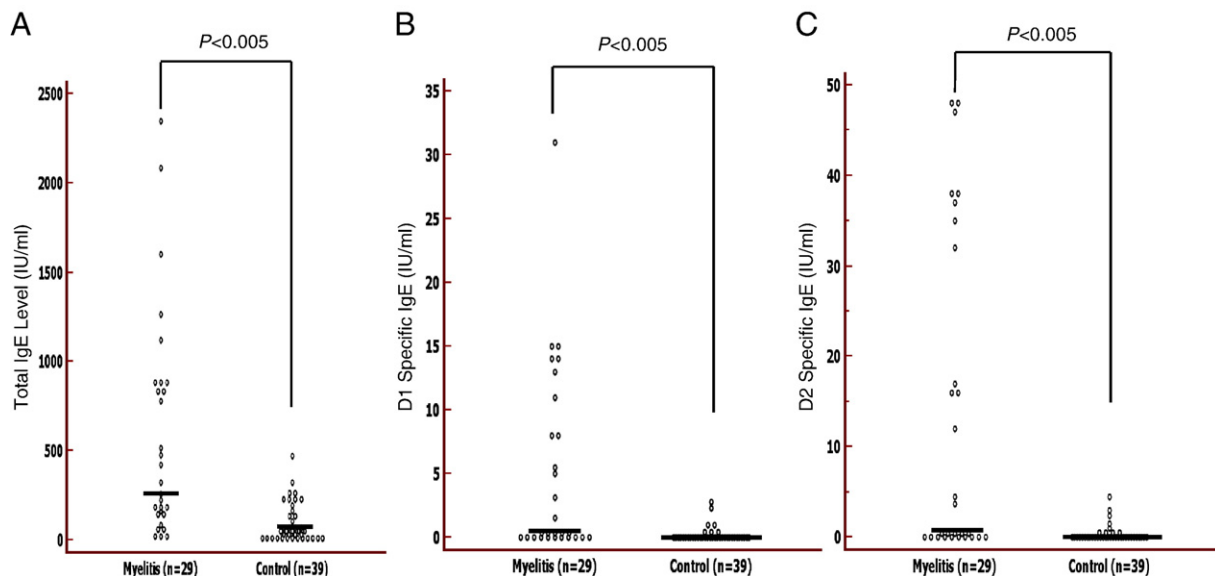 A
P<0.005
Total IgE Level (IU/ml)
2500
2000
1500
1000
500
0
Myelitis (n=29)
Control (n=39)
B
P<0.005
D1 Specific IgE (IU/ml)
35
30
25
20
15
10
5
0
Myelitis (n=29)
Control (n=39)
C
P<0.005
D2 Specific IgE (IU/ml)
50
40
30
20
10
0
Myelitis (n=29)
Control (n=39)